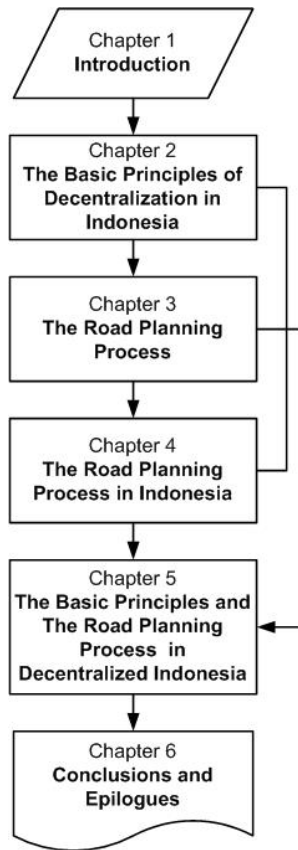 Chapter 1
Introduction
Chapter 2
The Basic Principles of
Decentralization in
Indonesia
Chapter 3
The Road Planning
Process
Chapter 4
The Road Planning
Process in Indonesia
Chapter 5
The Basic Principles and
The Road Planning
Process in
Decentralized Indonesia
Chapter 6
Conclusions and
Epilogues